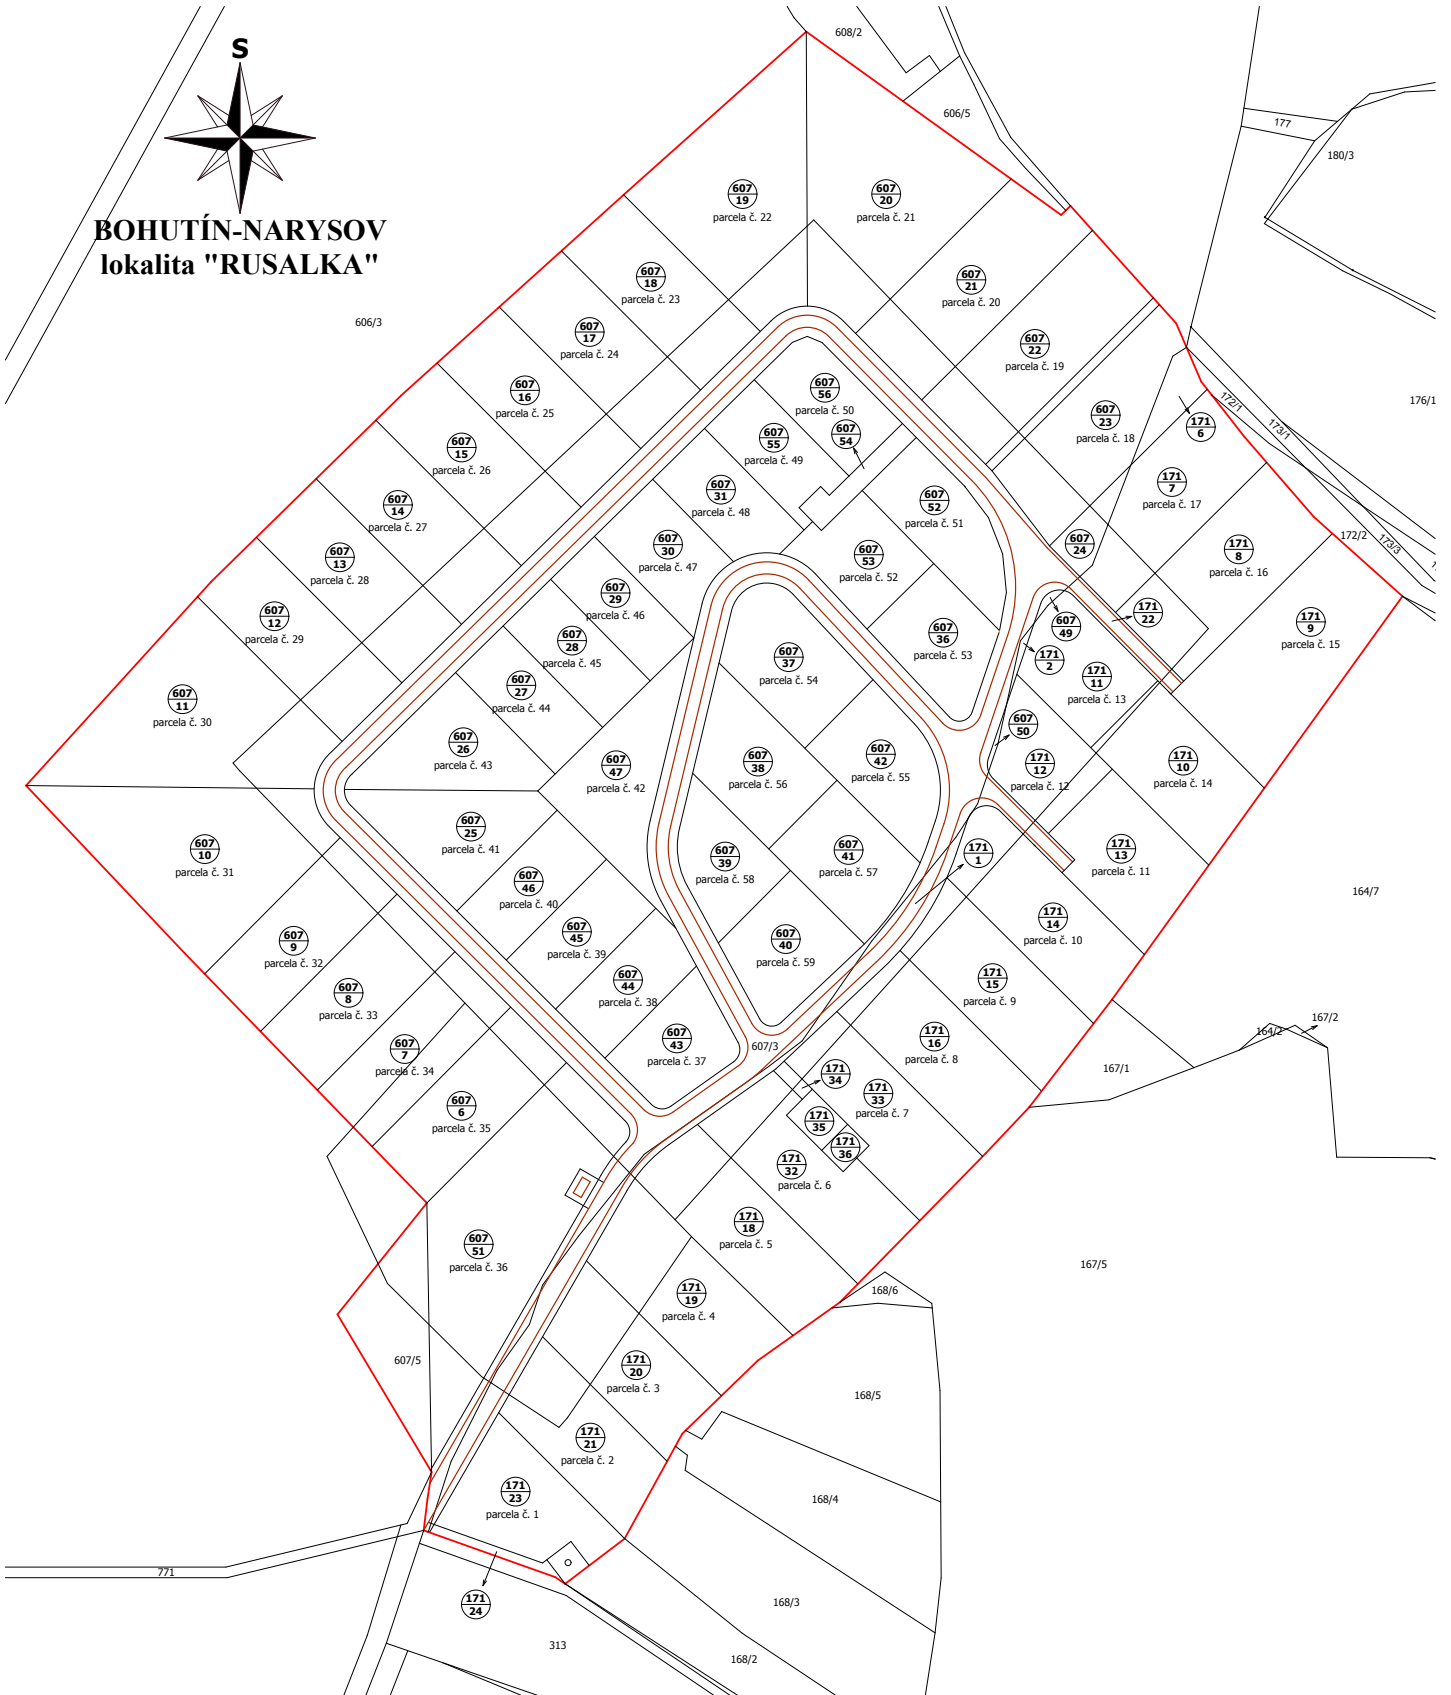 S
BOHUTÍN-NARYSOV
lokalita "RUSALKA"
608/2
606/5
177
180/3
606/3
176/1
607
19
parcela č. 22
607
20
parcela č. 21
607
18
parcela č. 23
607
21
parcela č. 20
607
17
parcela č. 24
607
22
parcela č. 19
607
16
parcela č. 25
607
56
parcela č. 50
607
23
parcela č. 18
171
6
172/1
173/1
607
15
parcela č. 26
607
55
parcela č. 49
607
54
607
14
parcela č. 27
607
31
parcela č. 48
607
52
parcela č. 51
171
7
parcela č. 17
607
13
parcela č. 28
607
30
parcela č. 47
607
53
parcela č. 52
607
24
171
8
parcela č. 16
172/2
173/3
607
12
parcela č. 29
607
29
parcela č. 46
607
28
parcela č. 45
607
36
parcela č. 53
607
49
171
22
171
9
parcela č. 15
607
11
parcela č. 30
607
27
parcela č. 44
607
37
parcela č. 54
171
2
171
11
parcela č. 13
607
26
parcela č. 43
607
47
parcela č. 42
607
38
parcela č. 56
607
42
parcela č. 55
607
50
171
12
parcela č. 12
171
10
parcela č. 14
607
10
parcela č. 31
607
25
parcela č. 41
607
39
parcela č. 58
607
41
parcela č. 57
171
1
171
13
parcela č. 11
164/7
607
46
parcela č. 40
607
9
parcela č. 32
607
45
parcela č. 39
607
40
parcela č. 59
171
14
parcela č. 10
607
8
parcela č. 33
607
44
parcela č. 38
171
15
parcela č. 9
607
7
parcela č. 34
607
43
parcela č. 37
607/3
171
16
parcela č. 8
164/2
167/2
167/1
607
6
parcela č. 35
171
34
171
33
parcela č. 7
171
35
171
36
171
32
parcela č. 6
607
51
parcela č. 36
171
18
parcela č. 5
167/5
171
19
parcela č. 4
168/6
607/5
171
20
parcela č. 3
168/5
171
21
parcela č. 2
171
23
parcela č. 1
168/4
771
171
24
168/3
313
168/2